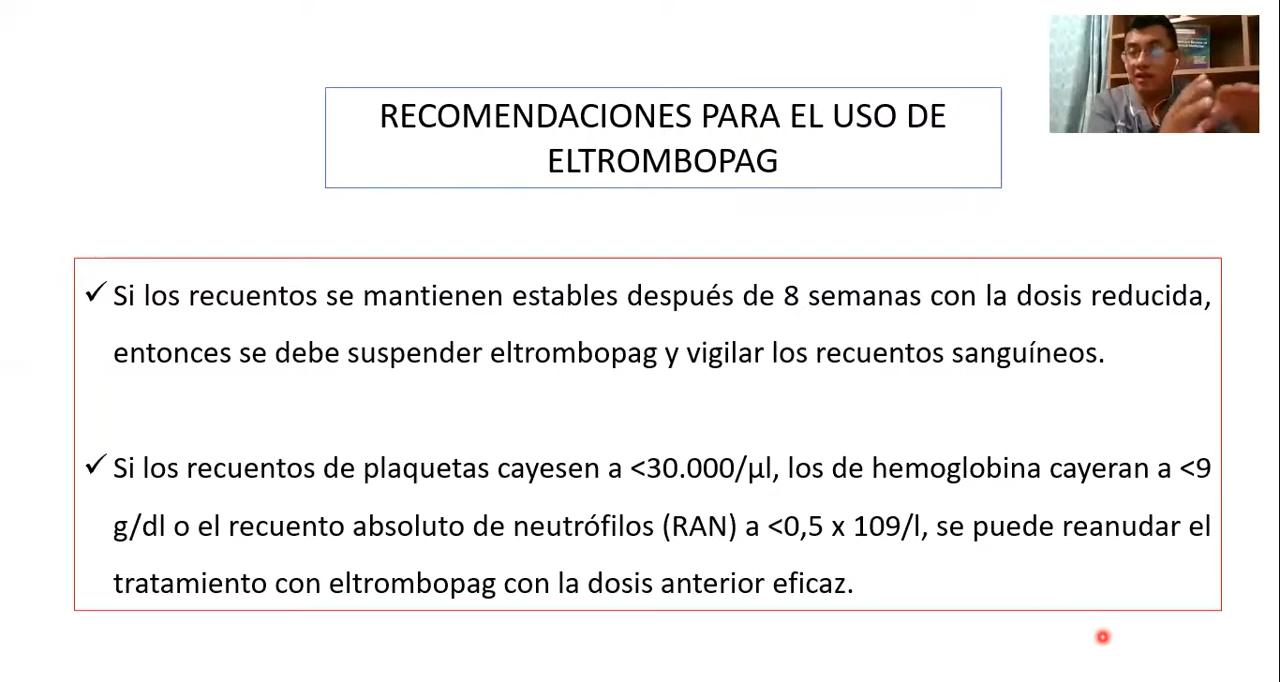 RECOMENDACIONES PARA EL USO DE
ELTROMBOPAG
✓ Si los recuentos se mantienen estables después de 8 semanas con la dosis reducida,
entonces se debe suspender eltrombopag y vigilar los recuentos sanguíneos.
✓ Si los recuentos de plaquetas cayesen a <30.000/µl, los de hemoglobina cayeran a <9
g/dl o el recuento absoluto de neutrófilos (RAN) a <0,5 x 109/l, se puede reanudar el
tratamiento con eltrombopag con la dosis anterior eficaz.